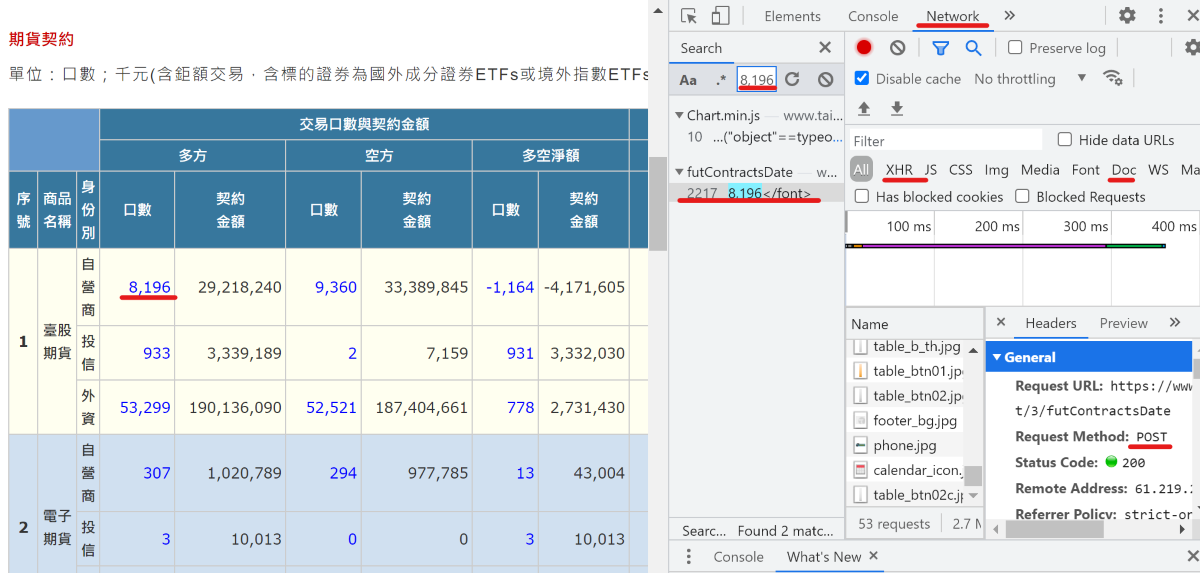 期貨契約
單位：口數；千元(含鉅額交易，含標的證券為國外成分證券ETFs或境外指數ETFs
交易口數與契約金額
多方 空方 多空淨額
序號 商品名稱 身份別 口數 契約金額 口數 契約金額 口數 契約金額
1 臺股期貨 自營商 8,196 29,218,240 9,360 33,389,845 -1,164 -4,171,605
投信 933 3,339,189 2 7,159 931 3,332,030
外資 53,299 190,136,090 52,521 187,404,661 778 2,731,430
2 電子期貨 自營商 307 1,020,789 294 977,785 13 43,004
投信 3 10,013 0 0 3 10,013
Elements Console Network
Search
Aa .* 8,196
Chart.min.js — www.tai...
10 ...("object"==typeo...
futContractsDate — w...
2217 8,196</font>
Searc... Found 2 matc...
Preserve log
Disable cache No throttling
Filter Hide data URLs
All XHR JS CSS Img Media Font Doc WS Ma
Has blocked cookies Blocked Requests
100 ms 200 ms 300 ms 400 ms
Name
table_b_th.jpg
table_btn01.jp
table_btn02.jp
footer_bg.jpg
phone.jpg
calendar_icon.
table_btn02c.jp
53 requests 2.7 M
Headers Preview
General
Request URL: https://www
t/3/futContractsDate
Request Method: POST
Status Code: 200
Remote Address: 61.219.2
Referrer Policy: strict-or
Console What's New